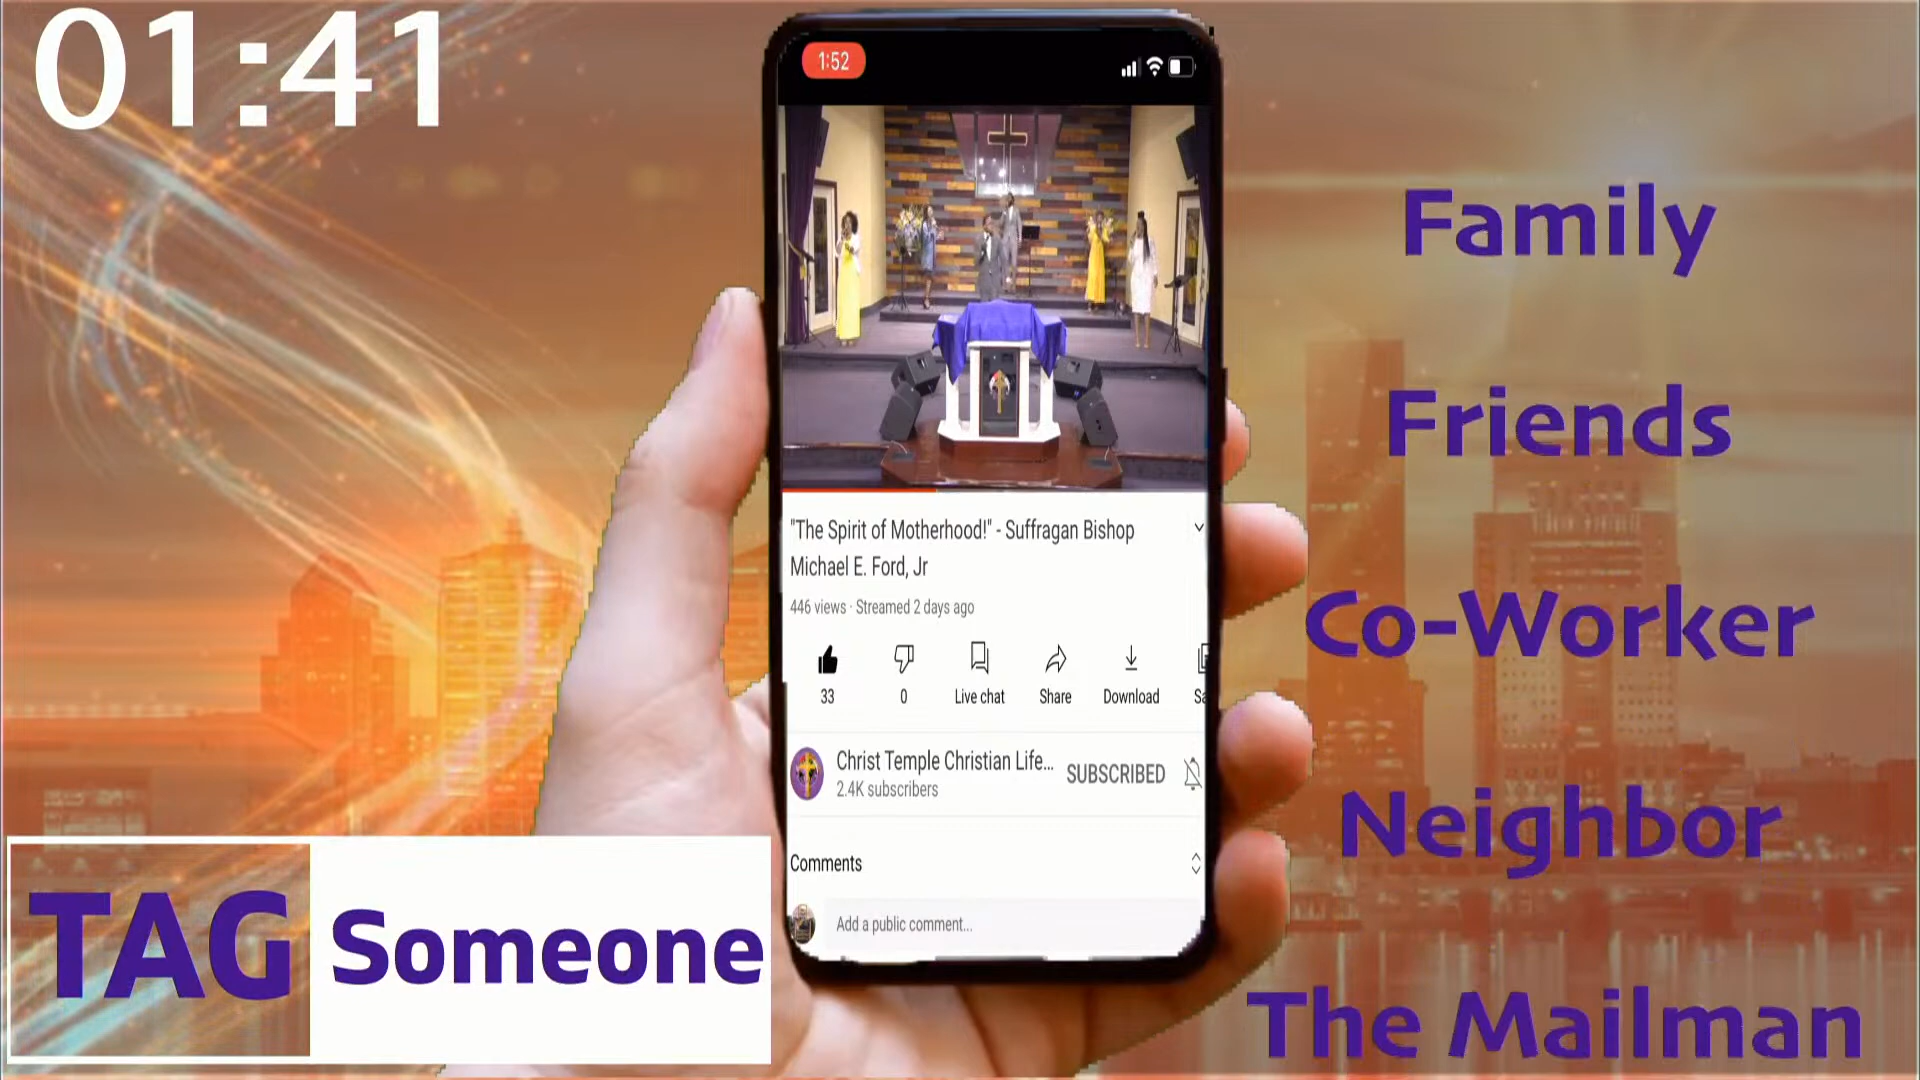 01:41
1:52
"The Spirit of Motherhood!" - Suffragan Bishop
Michael E. Ford, Jr
446 views · Streamed 2 days ago
33
0
Live chat
Share
Download
Sa
Christ Temple Christian Life...
2.4K subscribers
SUBSCRIBED
Comments
Add a public comment...
TAG Someone
Family
Friends
Co-Worker
Neighbor
The Mailman